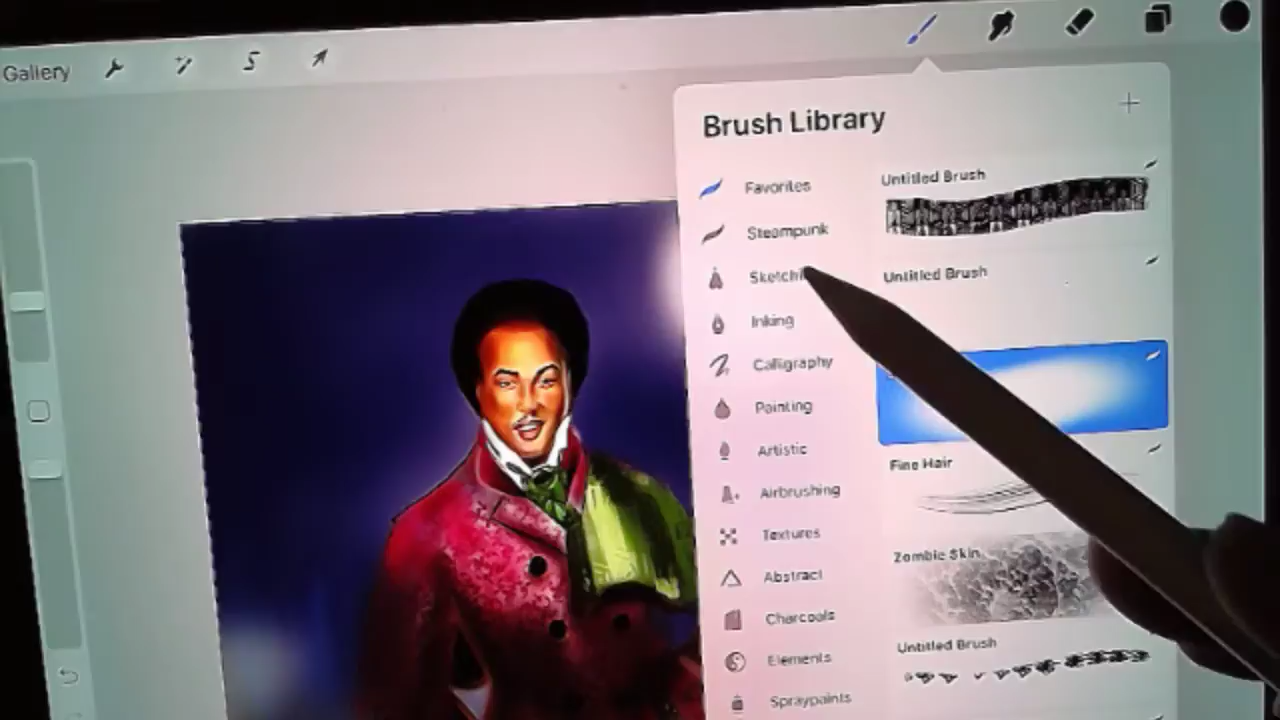 Gallery
Brush Library
Favorites
Steampunk
Sketchi
Inking
Calligraphy
Painting
Artistic
Airbrushing
Textures
Abstract
Charcoals
Elements
Spraypaints
Untitled Brush
Untitled Brush
Fine Hair
Zombie Skin
Untitled Brush